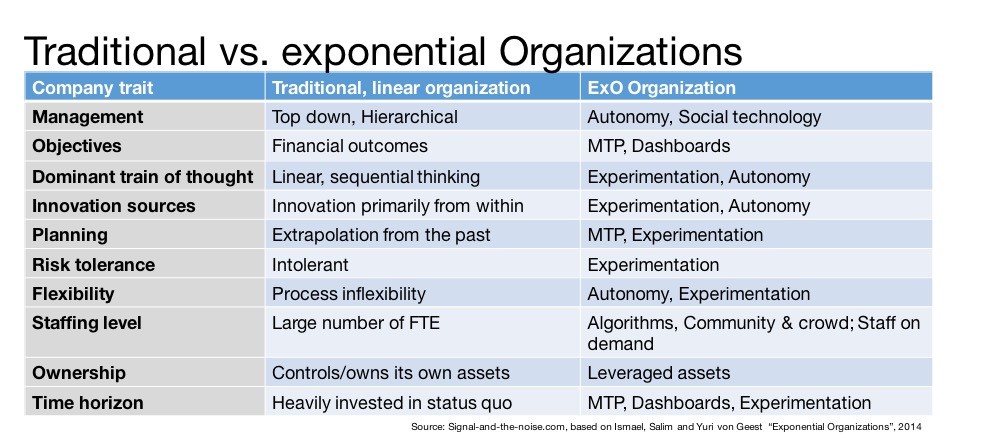 Traditional vs. exponential Organizations
Company trait Traditional, linear organization ExO Organization
Management Top down, Hierarchical Autonomy, Social technology
Objectives Financial outcomes MTP, Dashboards
Dominant train of thought Linear, sequential thinking Experimentation, Autonomy
Innovation sources Innovation primarily from within Experimentation, Autonomy
Planning Extrapolation from the past MTP, Experimentation
Risk tolerance Intolerant Experimentation
Flexibility Process inflexibility Autonomy, Experimentation
Staffing level Large number of FTE Algorithms, Community & crowd; Staff on
demand
Ownership Controls/owns its own assets Leveraged assets
Time horizon Heavily invested in status quo MTP, Dashboards, Experimentation
Source: Signal-and-the-noise.com, based on Ismael, Salim and Yuri von Geest “Exponential Organizations”, 2014